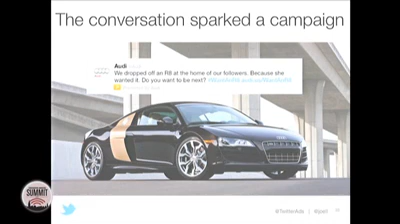 The conversation sparked a campaign
Audi
We dropped off an R8 at the home of our followers. Because she
wanted it. Do you want to be next?
@TwitterAds |
SUMMIT